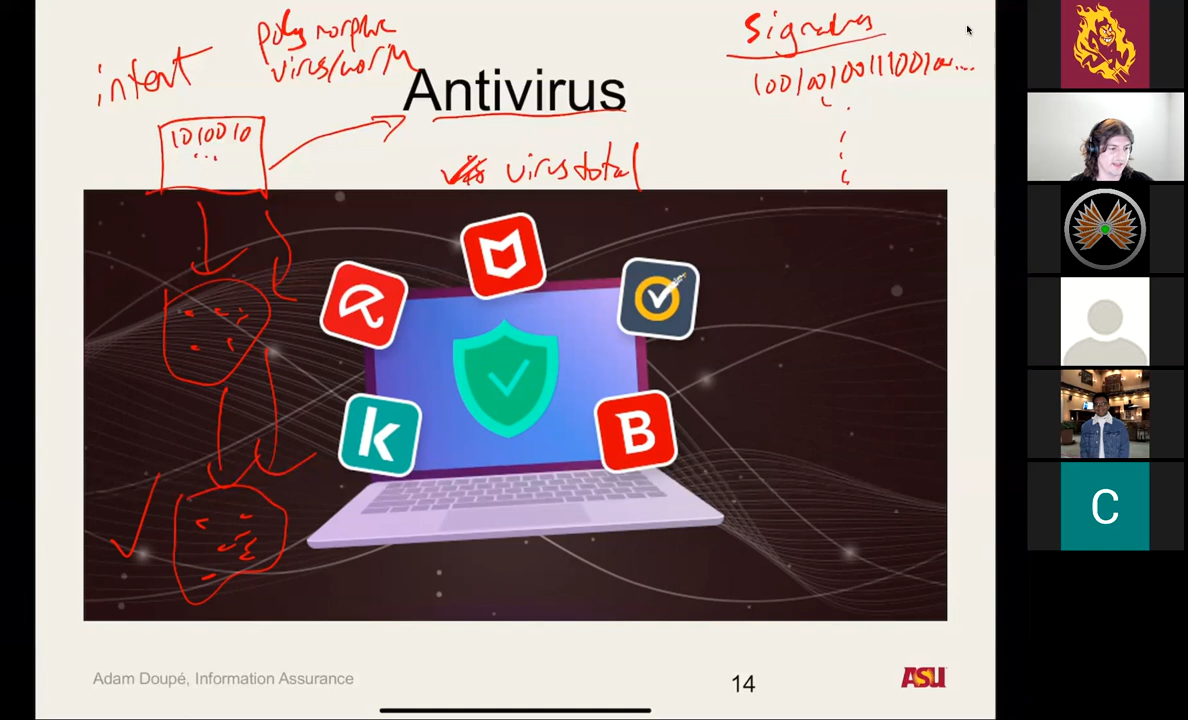 intent
polymorphic
virus/worm
Signatures
1001001001110010...
Antivirus
1010010
...
virustotal
k
B
C
Adam Doupé, Information Assurance
14
ASU